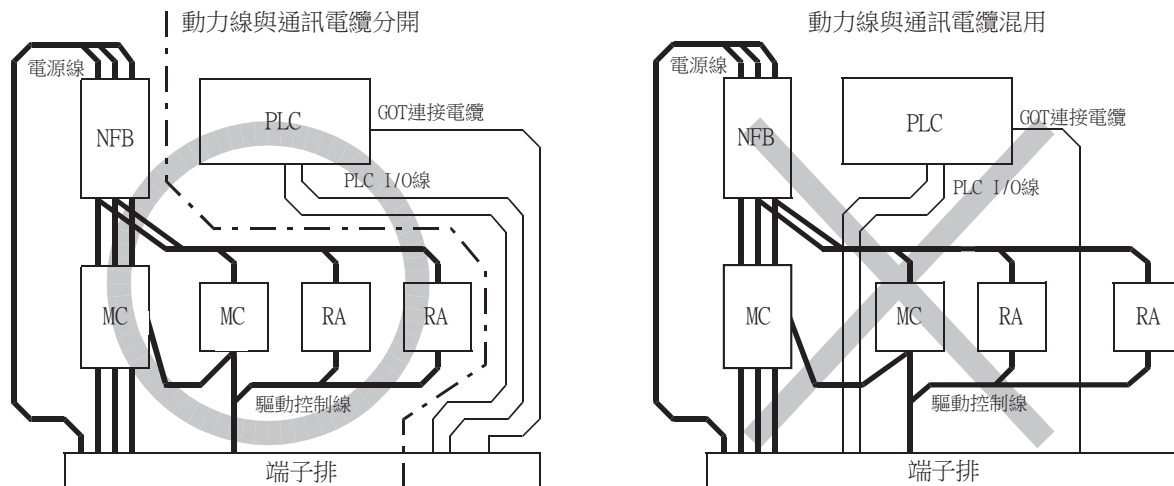 動力線與通訊電纜分開
電源線
NFB
PLC
GOT連接電纜
PLC I/O線
MC
MC
RA
RA
驅動控制線
端子排
動力線與通訊電纜混用
電源線
NFB
PLC
GOT連接電纜
PLC I/O線
MC
MC
RA
RA
驅動控制線
端子排